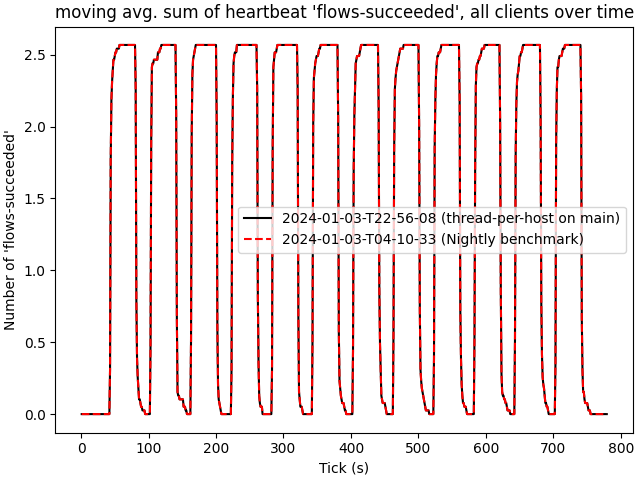 moving avg. sum of heartbeat 'flows-succeeded', all clients over time
Number of 'flows-succeeded'
2.5
2.0
1.5
1.0
0.5
0.0
2024-01-03-T22-56-08 (thread-per-host on main)
2024-01-03-T04-10-33 (Nightly benchmark)
0 100 200 300 400 500 600 700 800
Tick (s)